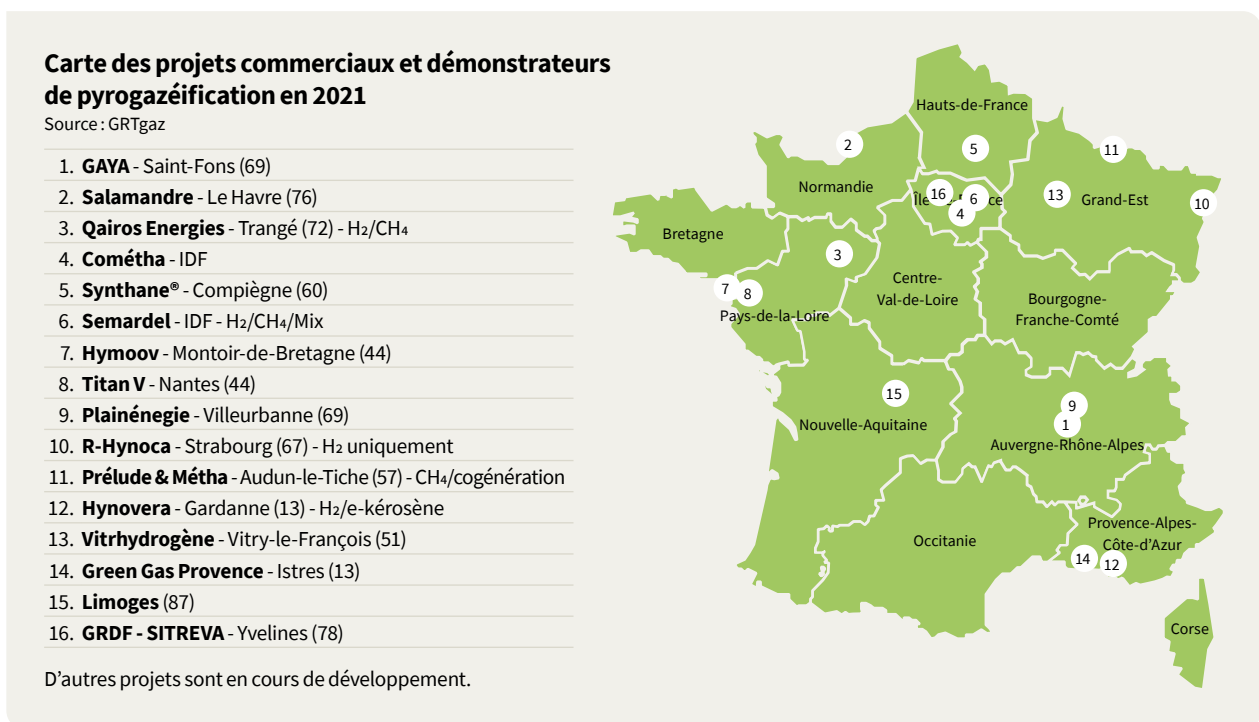 Carte des projets commerciaux et démonstrateurs
de pyrogazéification en 2021
Source : GRTgaz
1. GAYA - Saint-Fons (69)
2. Salamandre - Le Havre (76)
3. Qairos Energies - Trangé (72) - H₂/CH₄
4. Cométha - IDF
5. Synthane® - Compiègne (60)
6. Semardel - IDF - H₂/CH₄/Mix
7. Hymoov - Montoir-de-Bretagne (44)
8. Titan V - Nantes (44)
9. Plainénegie - Villeurbanne (69)
10. R-Hynoca - Strabourg (67) - H₂ uniquement
11. Prélude & Métha - Audun-le-Tiche (57) - CH₄/cogénération
12. Hynovera - Gardanne (13) - H₂/e-kérosène
13. Vitrhydrogène - Vitry-le-François (51)
14. Green Gas Provence - Istres (13)
15. Limoges (87)
16. GRDF - SITREVA - Yvelines (78)
D'autres projets sont en cours de développement.
Hauts-de-France
2
5
11
Normandie
16
6
13
Grand-Est
10
4
Bretagne
3
Centre-
Val-de-Loire
7
8
Bourgogne-
Franche-Comté
Pays-de-la-Loire
15
9
1
Nouvelle-Aquitaine
Auvergne-Rhône-Alpes
Provence-Alpes-
Côte-d'Azur
Occitanie
14
12
Corse